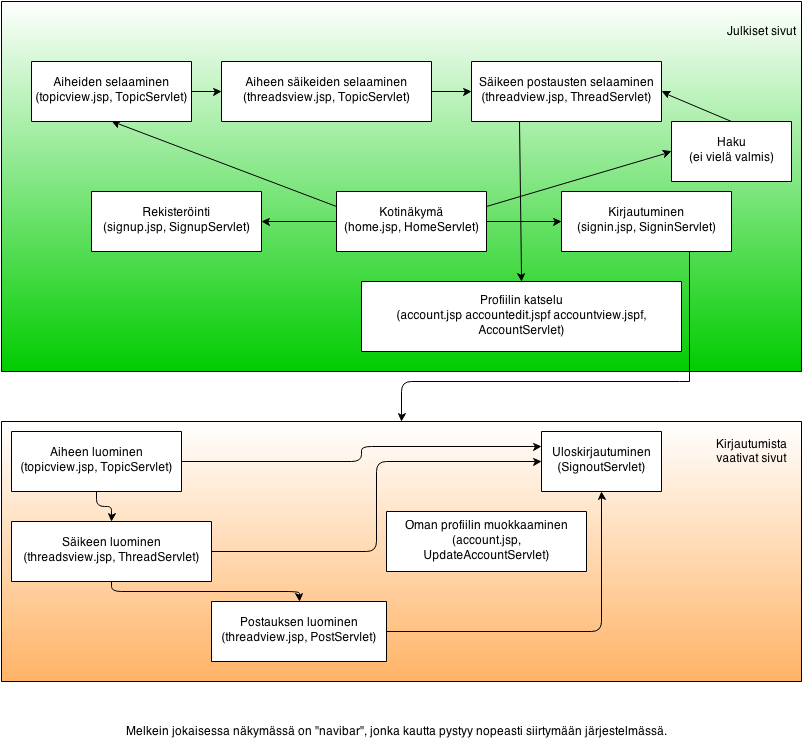 Julkiset sivut
Aiheiden selaaminen
(topicview.jsp, TopicServlet)
Aiheen säikeiden selaaminen
(threadsview.jsp, TopicServlet)
Säikeen postausten selaaminen
(threadview.jsp, ThreadServlet)
Haku
(ei vielä valmis)
Rekisteröinti
(signup.jsp, SignupServlet)
Kotinäkymä
(home.jsp, HomeServlet)
Kirjautuminen
(signin.jsp, SigninServlet)
Profiilin katselu
(account.jsp accountedit.jspf accountview.jspf,
AccountServlet)
Kirjautumista
vaativat sivut
Aiheen luominen
(topicview.jsp, TopicServlet)
Uloskirjautuminen
(SignoutServlet)
Säikeen luominen
(threadsview.jsp, ThreadServlet)
Oman profiilin muokkaaminen
(account.jsp,
UpdateAccountServlet)
Postauksen luominen
(threadview.jsp, PostServlet)
Melkein jokaisessa näkymässä on "navibar", jonka kautta pystyy nopeasti siirtymään järjestelmässä.